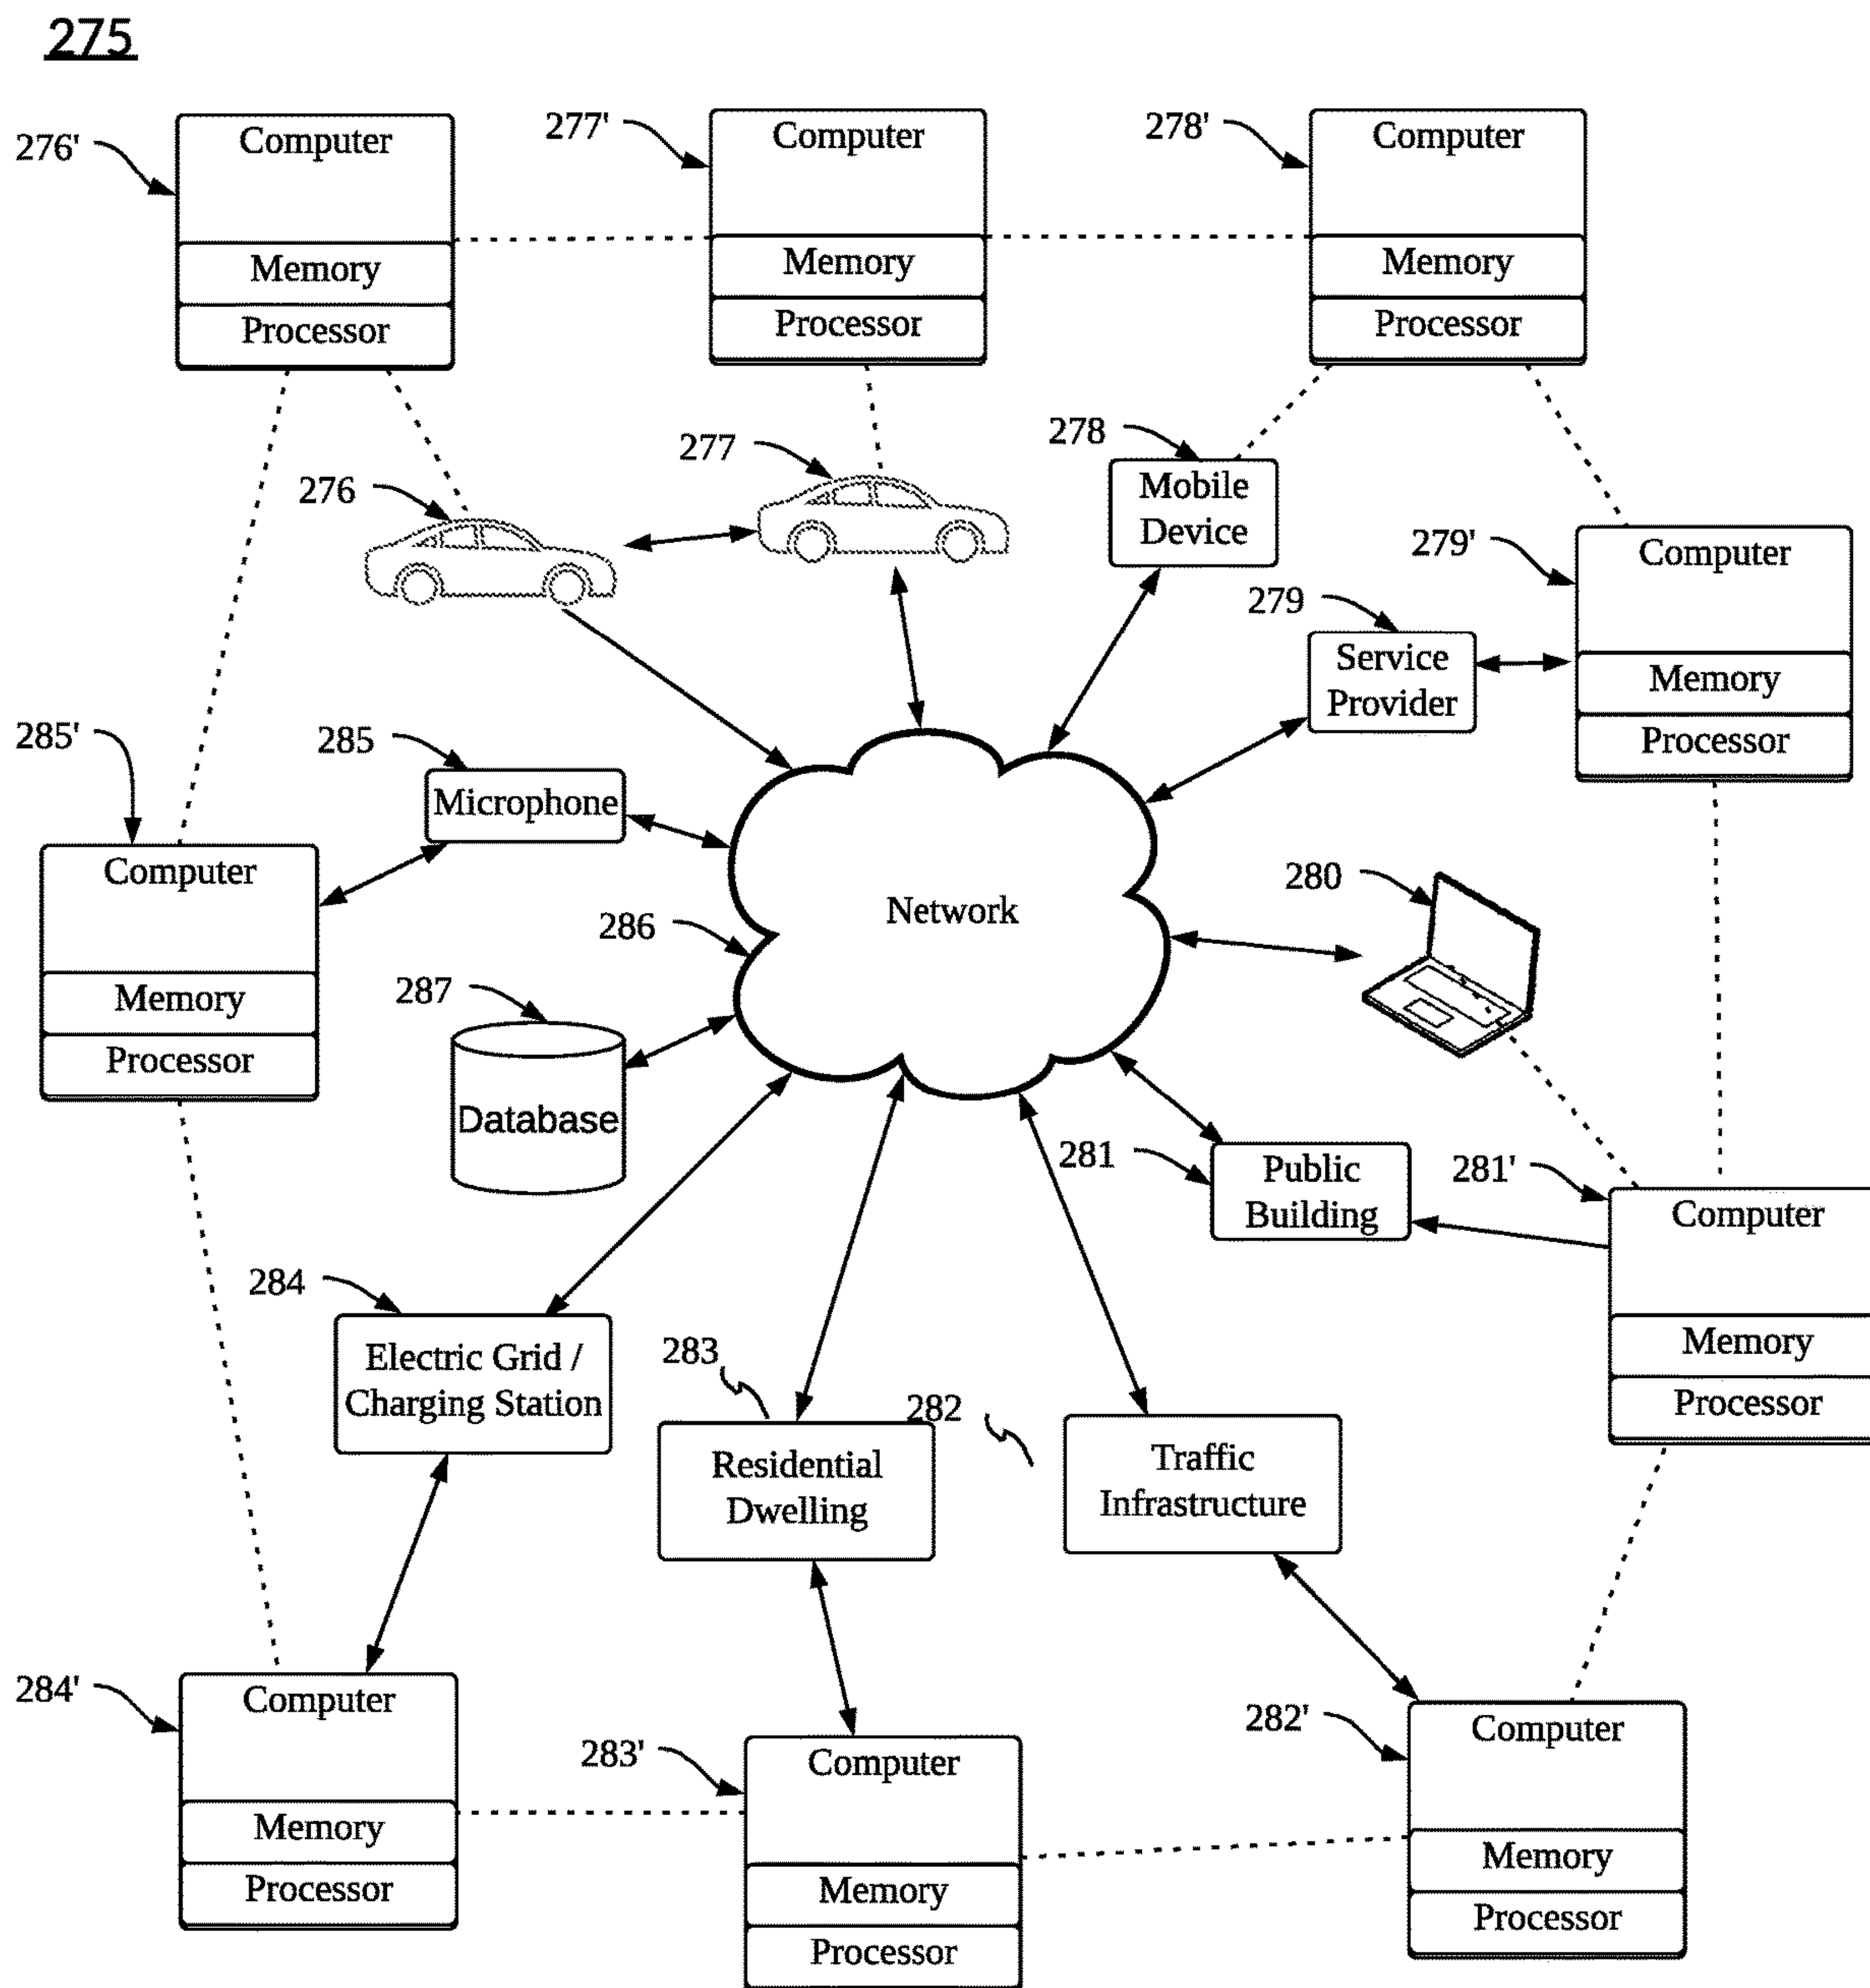 275
276'
Computer
Memory
Processor
277'
Computer
Memory
Processor
278'
Computer
Memory
Processor
276
277
278
Mobile
Device
279'
Computer
Memory
Processor
279
Service
Provider
285'
Computer
Memory
Processor
285
Microphone
Network
286
280
287
Database
281
Public
Building
281'
Computer
Memory
Processor
284
Electric Grid /
Charging Station
283
Residential
Dwelling
282
Traffic
Infrastructure
284'
Computer
Memory
Processor
283'
Computer
Memory
Processor
282'
Computer
Memory
Processor